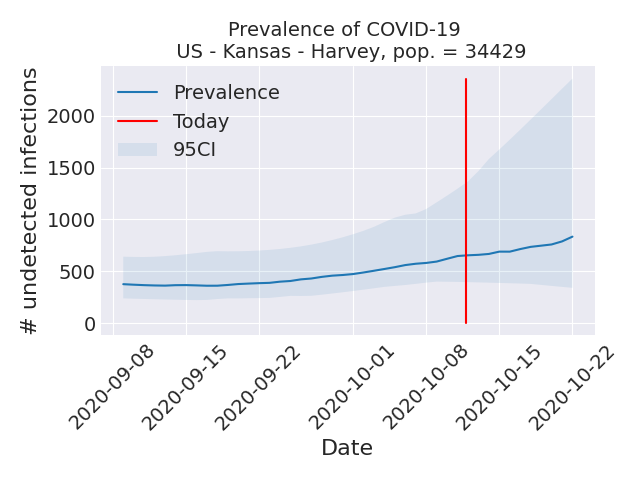 Prevalence of COVID-19
US - Kansas - Harvey, pop. = 34429
Prevalence
Today
95CI
# undetected infections
2000
1500
1000
500
0
2020-09-08
2020-09-15
2020-09-22
2020-10-01
2020-10-08
2020-10-15
2020-10-22
Date